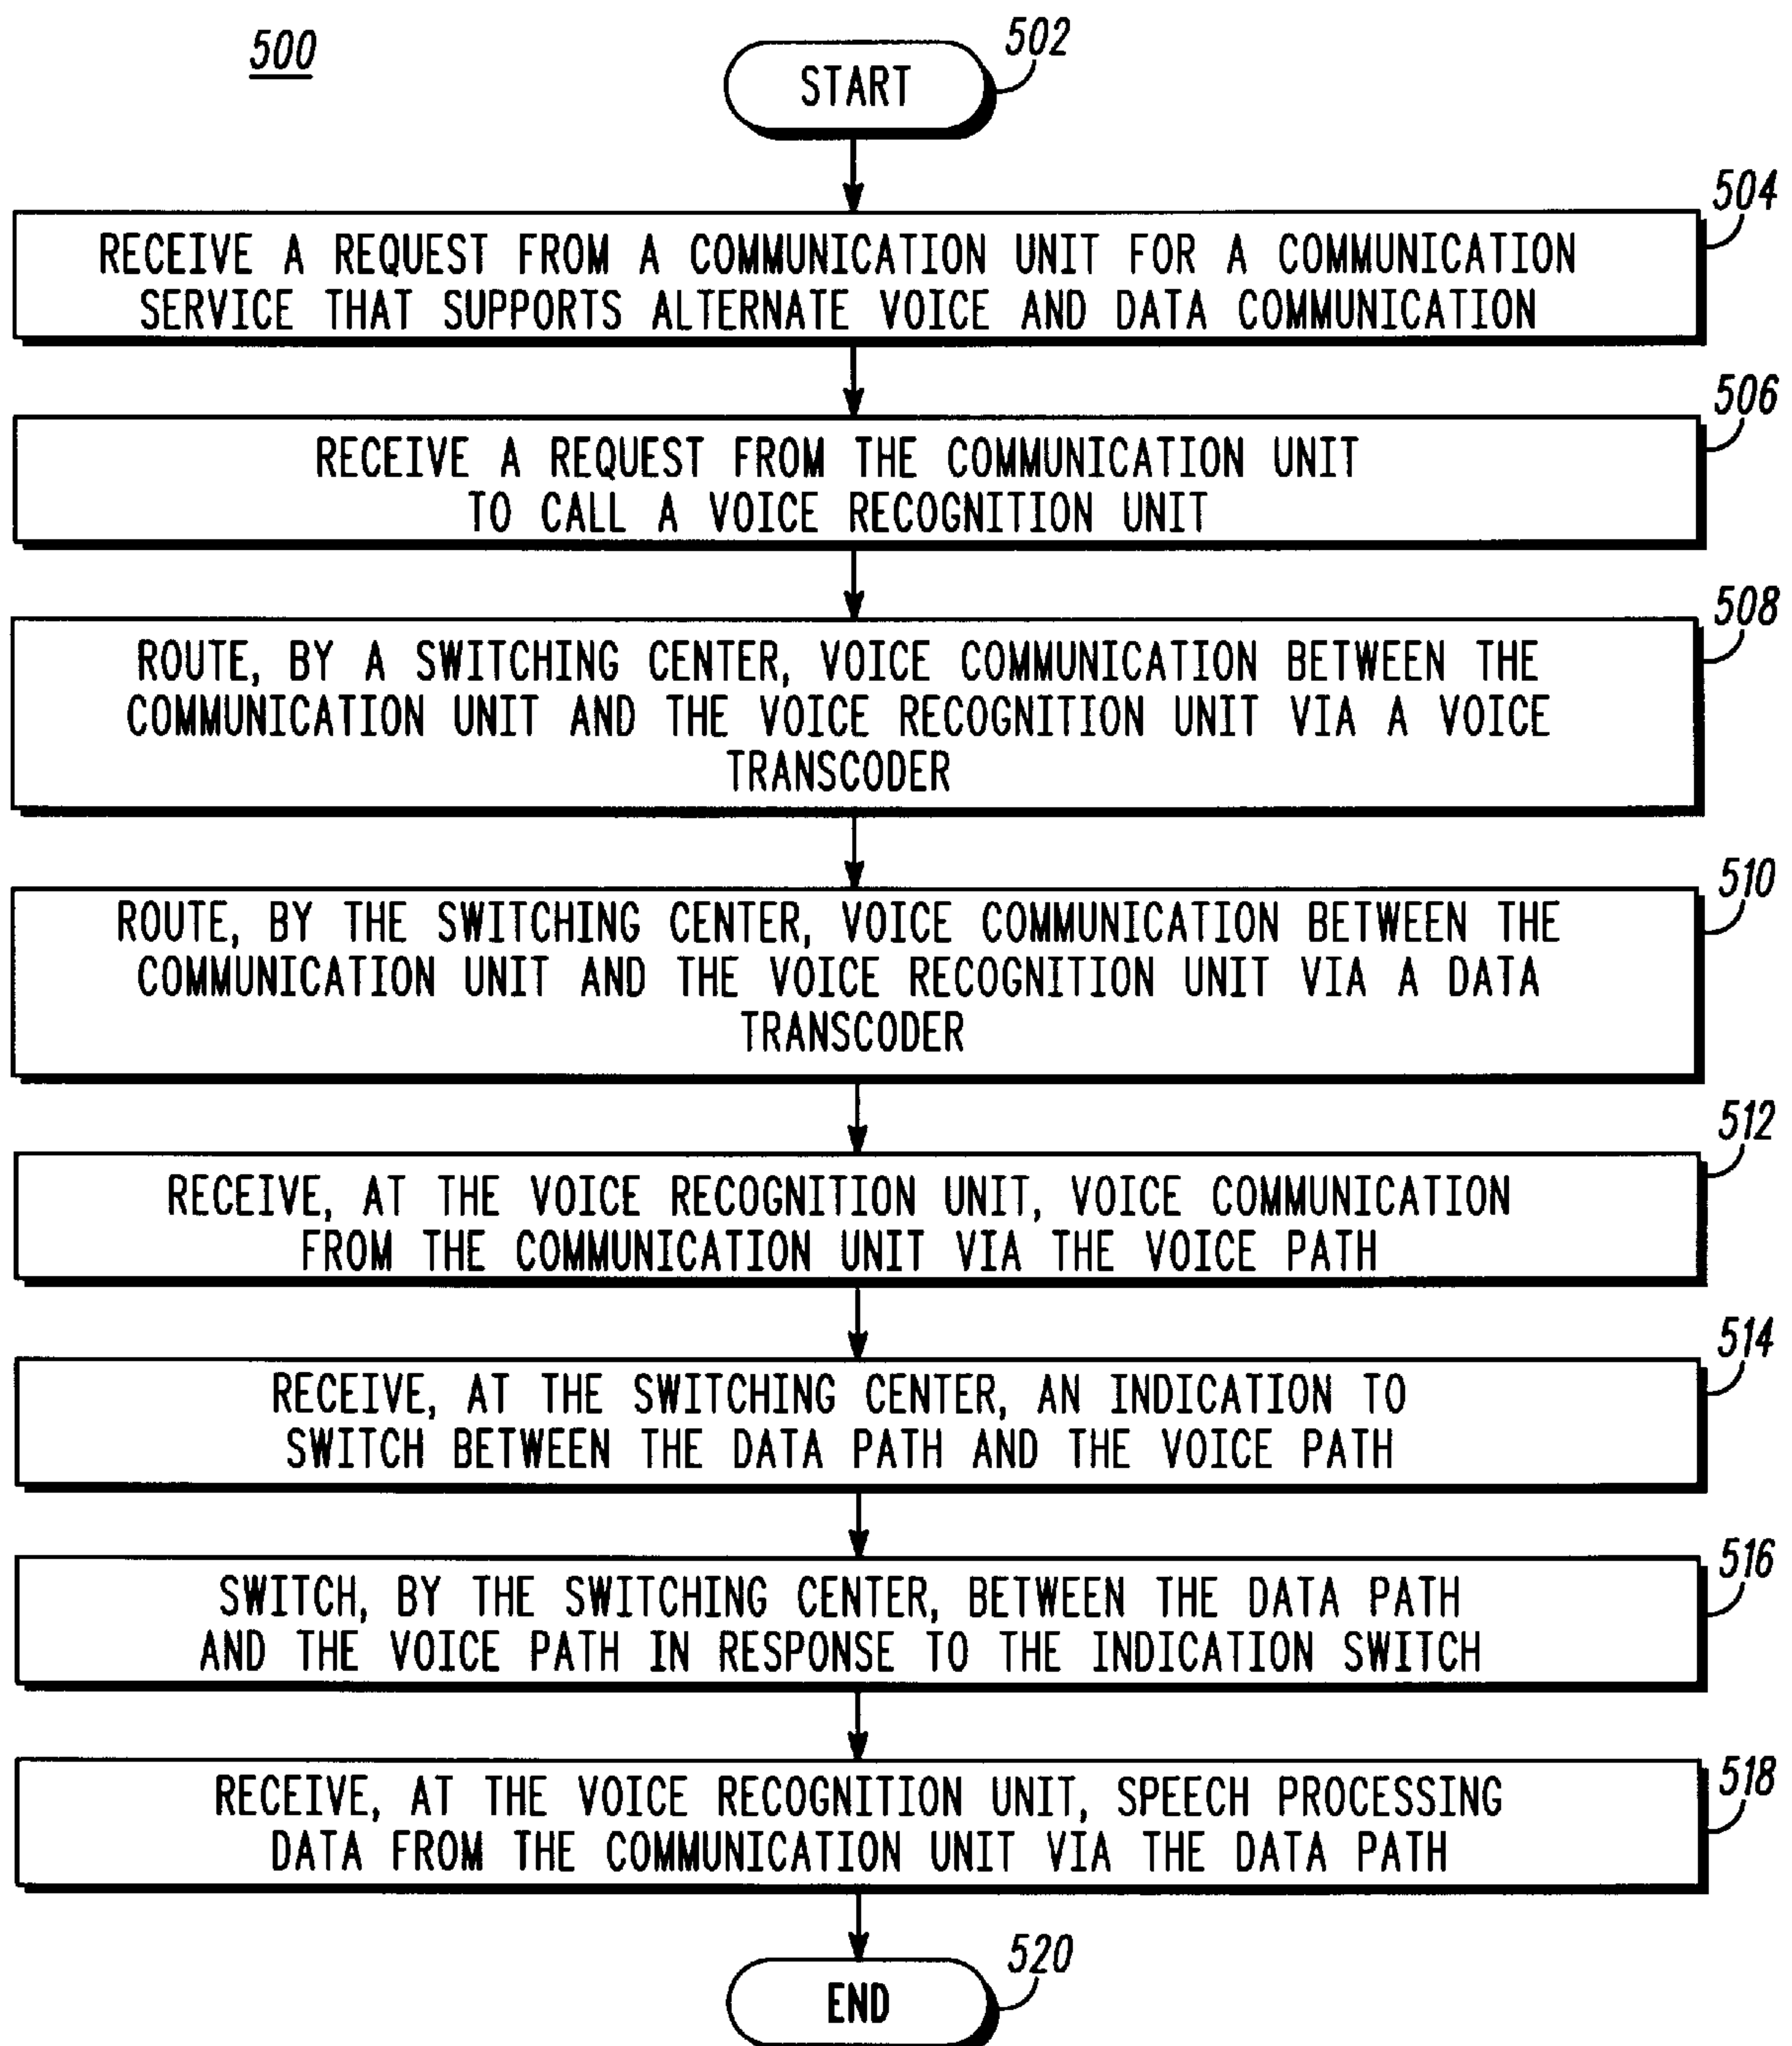 500
START
502
504
RECEIVE A REQUEST FROM A COMMUNICATION UNIT FOR A COMMUNICATION
SERVICE THAT SUPPORTS ALTERNATE VOICE AND DATA COMMUNICATION
506
RECEIVE A REQUEST FROM THE COMMUNICATION UNIT
TO CALL A VOICE RECOGNITION UNIT
508
ROUTE, BY A SWITCHING CENTER, VOICE COMMUNICATION BETWEEN THE
COMMUNICATION UNIT AND THE VOICE RECOGNITION UNIT VIA A VOICE
TRANSCODER
510
ROUTE, BY THE SWITCHING CENTER, VOICE COMMUNICATION BETWEEN THE
COMMUNICATION UNIT AND THE VOICE RECOGNITION UNIT VIA A DATA
TRANSCODER
512
RECEIVE, AT THE VOICE RECOGNITION UNIT, VOICE COMMUNICATION
FROM THE COMMUNICATION UNIT VIA THE VOICE PATH
514
RECEIVE, AT THE SWITCHING CENTER, AN INDICATION TO
SWITCH BETWEEN THE DATA PATH AND THE VOICE PATH
516
SWITCH, BY THE SWITCHING CENTER, BETWEEN THE DATA PATH
AND THE VOICE PATH IN RESPONSE TO THE INDICATION SWITCH
518
RECEIVE, AT THE VOICE RECOGNITION UNIT, SPEECH PROCESSING
DATA FROM THE COMMUNICATION UNIT VIA THE DATA PATH
520
END